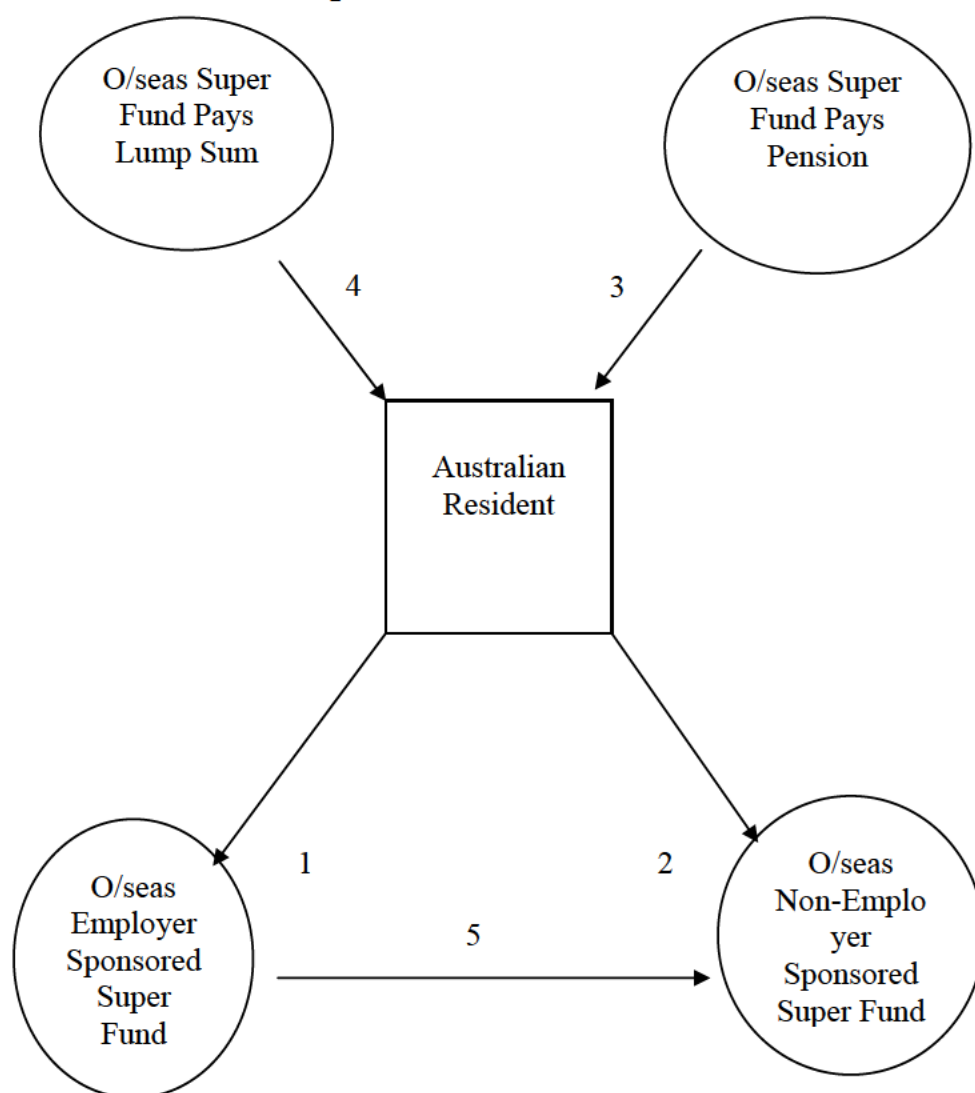 O/seas Super
Fund Pays
Lump Sum
O/seas Super
Fund Pays
Pension
4
3
Australian
Resident
1
2
O/seas
Employer
Sponsored
Super
Fund
5
O/seas
Non-Emplo
yer
Sponsored
Super Fund